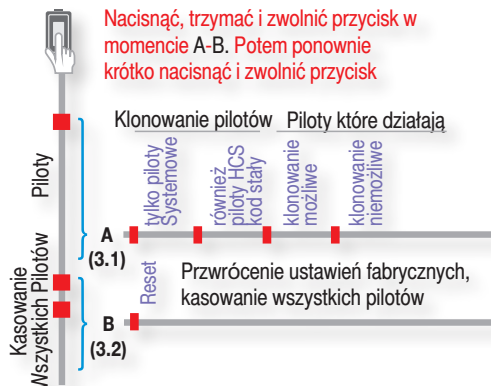 Nacisnąć, trzymać i zwolnić przycisk w
momencie A-B. Potem ponownie
krótko nacisnąć i zwolnić przycisk
Klonowanie pilotów
Piloty które działają
Piloty
tylko piloty
Systemowe
również
piloty HCS
kod stały
klonowanie
możliwe
klonowanie
niemożliwe
A
(3.1)
Kasowanie
Wszystkich Pilotów
Reset
Przwrócenie ustawień fabrycznych,
kasowanie wszystkich pilotów
B
(3.2)